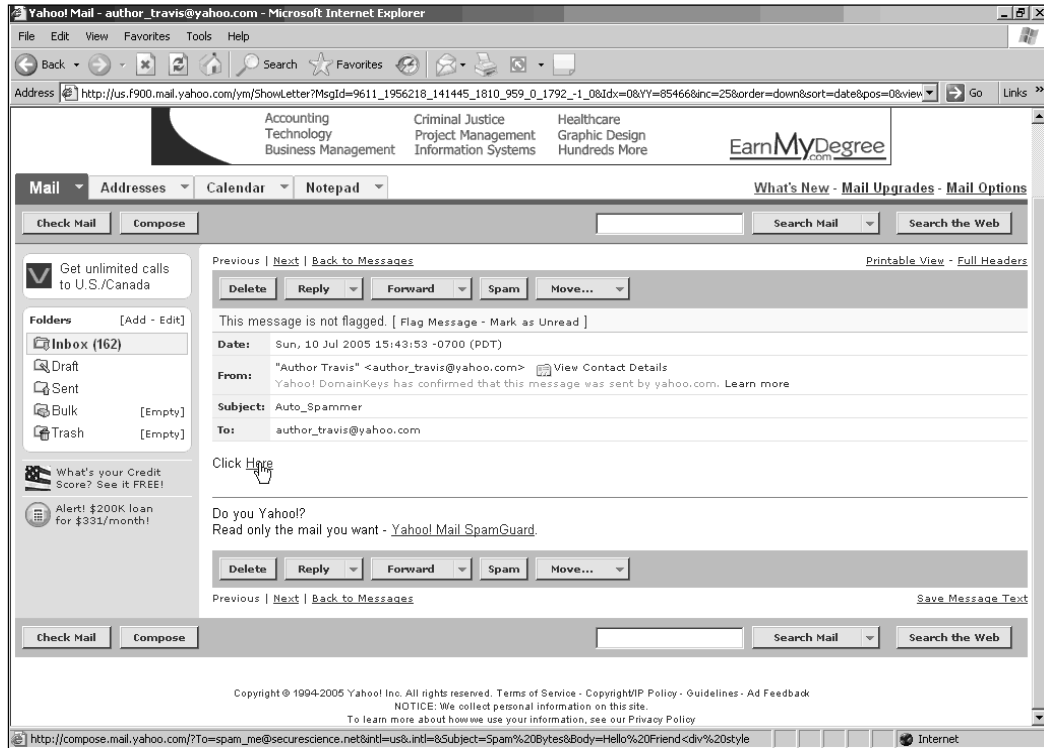 Yahoo! Mail - author_travis@yahoo.com - Microsoft Internet Explorer
File Edit View Favorites Tools Help
Back Search Favorites
Address http://us.f900.mail.yahoo.com/ym/ShowLetter?MsgId=9611_1956218_141445_1810_959_0_1792_-1_0&Idx=0&YY=85466&inc=25&order=down&sort=date&pos=0&view Go Links »
Accounting Criminal Justice Healthcare
Technology Project Management Graphic Design
Business Management Information Systems Hundreds More
EarnMyDegree
.com
Mail Addresses Calendar Notepad What's New - Mail Upgrades - Mail Options
Check Mail Compose Search Mail Search the Web
Get unlimited calls
to U.S./Canada
Previous | Next | Back to Messages Printable View - Full Headers
Delete Reply Forward Spam Move...
Folders [Add - Edit]
Inbox (162)
Draft
Sent
Bulk [Empty]
Trash [Empty]
What's your Credit
Score? See it FREE!
Alert! $200K loan
for $331/month!
This message is not flagged. [ Flag Message - Mark as Unread ]
Date: Sun, 10 Jul 2005 15:43:53 -0700 (PDT)
From: "Author Travis" <author_travis@yahoo.com> View Contact Details
Yahoo! DomainKeys has confirmed that this message was sent by yahoo.com. Learn more
Subject: Auto_Spammer
To: author_travis@yahoo.com
Click Here
Do you Yahoo!?
Read only the mail you want - Yahoo! Mail SpamGuard.
Delete Reply Forward Spam Move...
Previous | Next | Back to Messages Save Message Text
Check Mail Compose Search Mail Search the Web
Copyright © 1994-2005 Yahoo! Inc. All rights reserved. Terms of Service - Copyright/IP Policy - Guidelines - Ad Feedback
NOTICE: We collect personal information on this site.
To learn more about how we use your information, see our Privacy Policy
http://compose.mail.yahoo.com/?To=spam_me@securescience.net&intl=us&.intl=&Subject=Spam%20Bytes&Body=Hello%20Friend<div%20style Internet